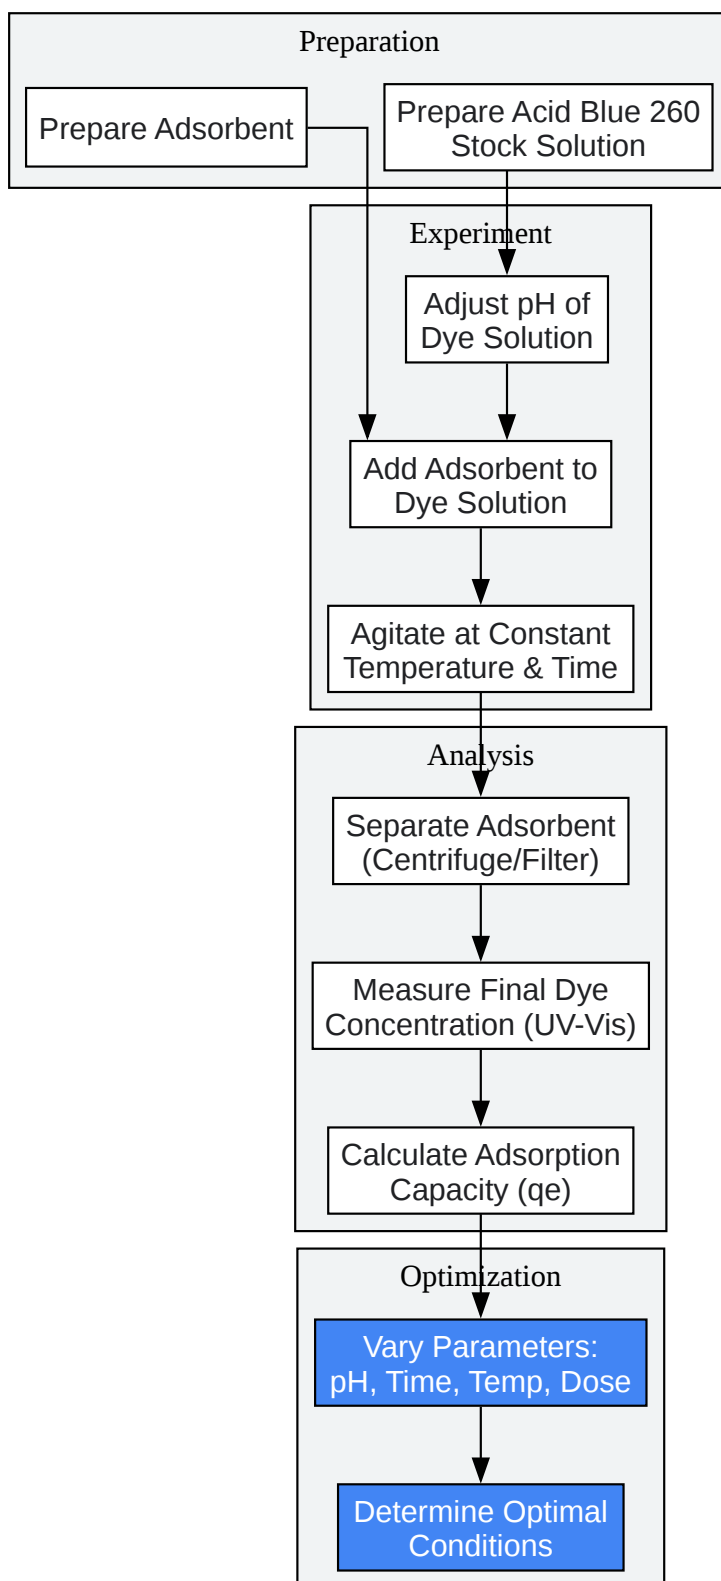 Preparation
Prepare Adsorbent
Prepare Acid Blue 260
Stock Solution
Experiment
Adjust pH of
Dye Solution
Add Adsorbent to
Dye Solution
Agitate at Constant
Temperature & Time
Analysis
Separate Adsorbent
(Centrifuge/Filter)
Measure Final Dye
Concentration (UV-Vis)
Calculate Adsorption
Capacity (qe)
Optimization
Vary Parameters:
pH, Time, Temp, Dose
Determine Optimal
Conditions